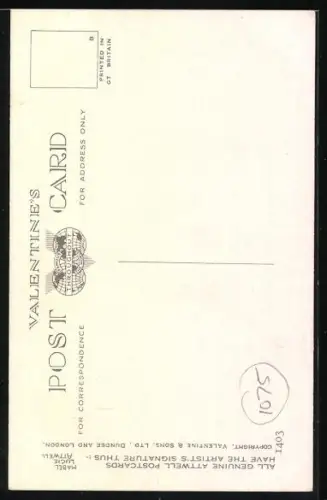 VALENTINE'S
POST CARD
FOR CORRESPONDENCE
FOR ADDRESS ONLY
PRINTED IN
GT BRITAIN
ALL GENUINE ATTWELL POSTCARDS
HAVE THE ARTIST'S SIGNATURE THUS:-
MABEL
LUCIE
ATTWELL
COPYRIGHT, VALENTINE & SONS, LTD., DUNDEE AND LONDON.
1403
1075